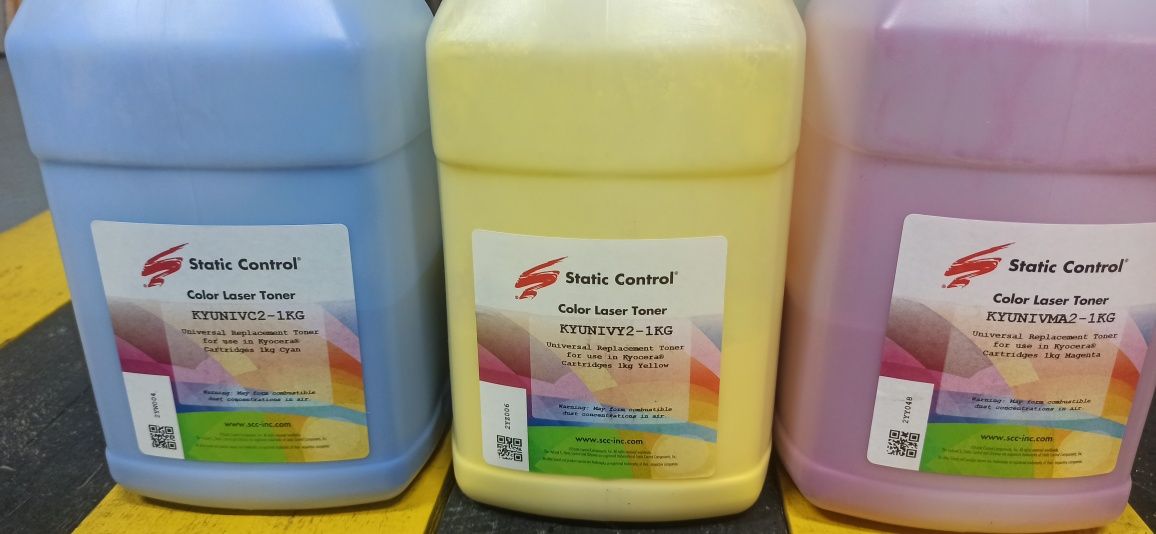 Static Control®
Color Laser Toner
KYUNIVC2-1KG
Universal Replacement Toner
for use in Kyocera®
Cartridges 1kg Cyan
Warning: May form combustible
dust concentrations in air.
2YW004
www.scc-inc.com
Static Control®
Color Laser Toner
KYUNIVY2-1KG
Universal Replacement Toner
for use in Kyocera®
Cartridges 1kg Yellow
Warning: May form combustible
dust concentrations in air.
2YZ006
www.scc-inc.com
Static Control®
Color Laser Toner
KYUNIVMA2-1KG
Universal Replacement Toner
for use in Kyocera®
Cartridges 1kg Magenta
Warning: May form combustible
dust concentrations in air.
2YY048
www.scc-inc.com